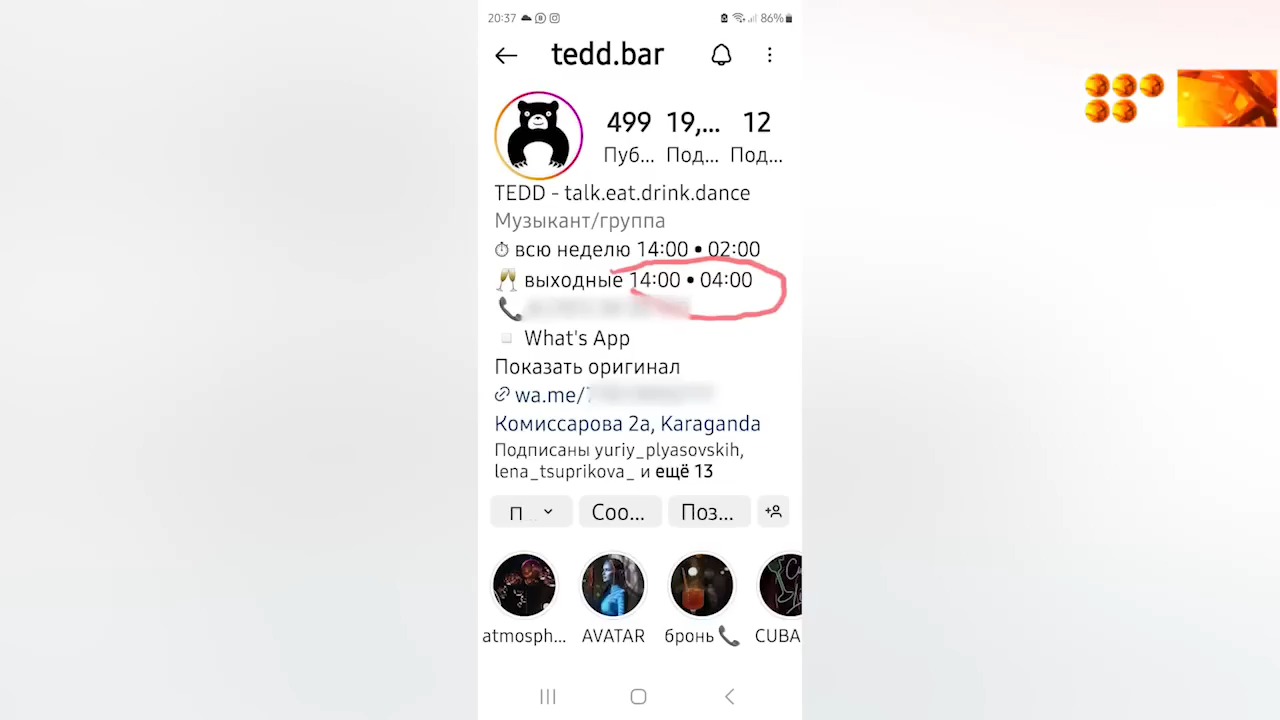 20:37
86%
tedd.bar
499 19,... 12
Пуб... Под... Под...
TEDD - talk.eat.drink.dance
Музыкант/группа
всю неделю 14:00 • 02:00
выходные 14:00 • 04:00
What's App
Показать оригинал
wa.me/
Комиссарова 2а, Karaganda
Подписаны yuriy_plyasovskih,
lena_tsuprikova_ и ещё 13
П... Соо... Поз...
atmosph... AVATAR бронь CUBA